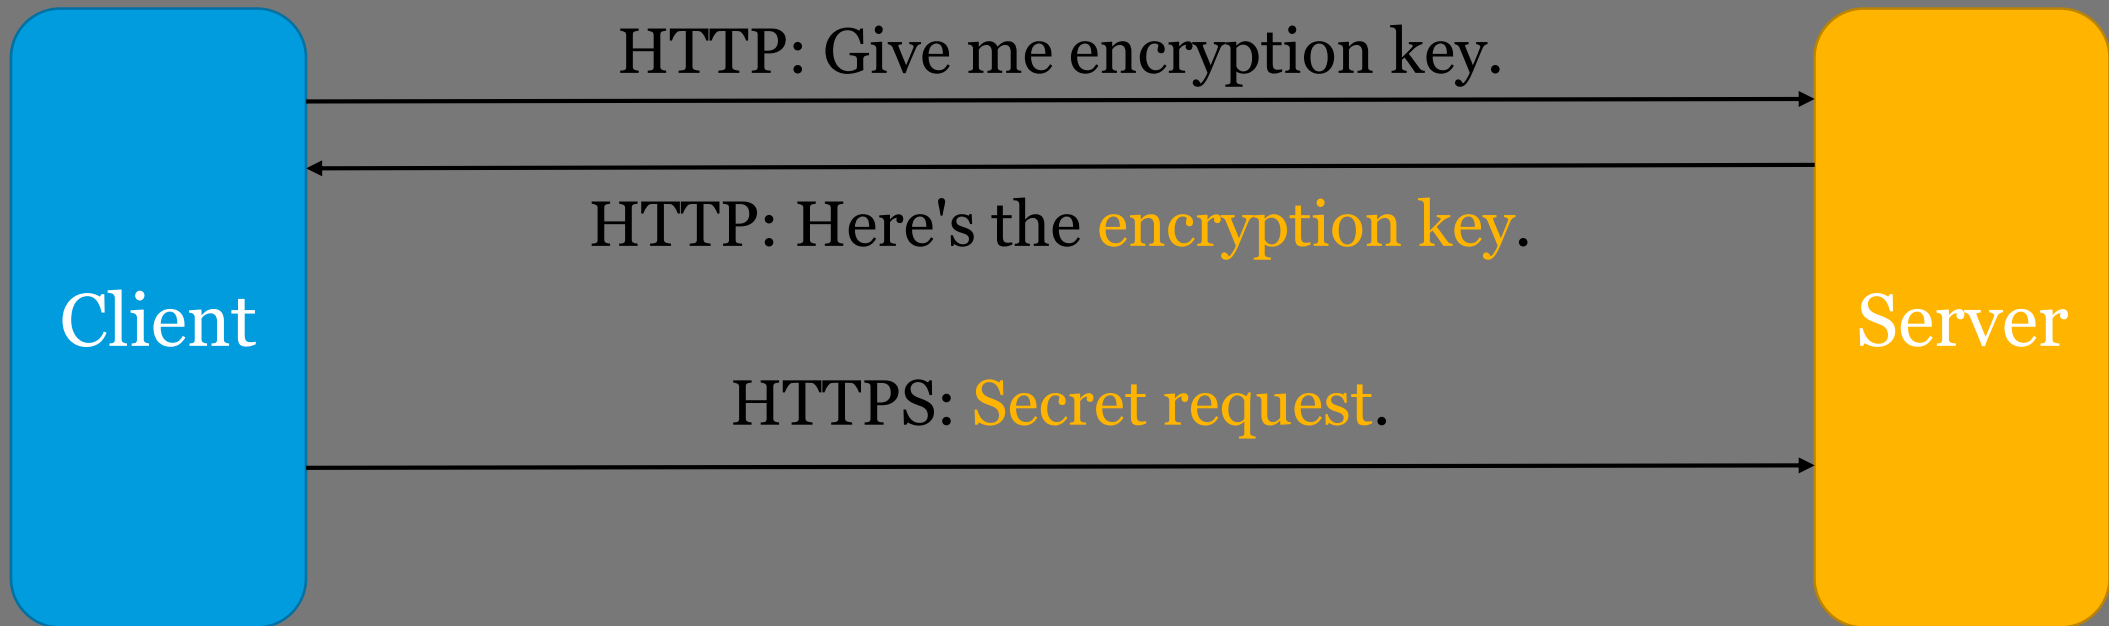 HTTP: Give me encryption key.
HTTP: Here's the encryption key.
Client
Server
HTTPS: Secret request.